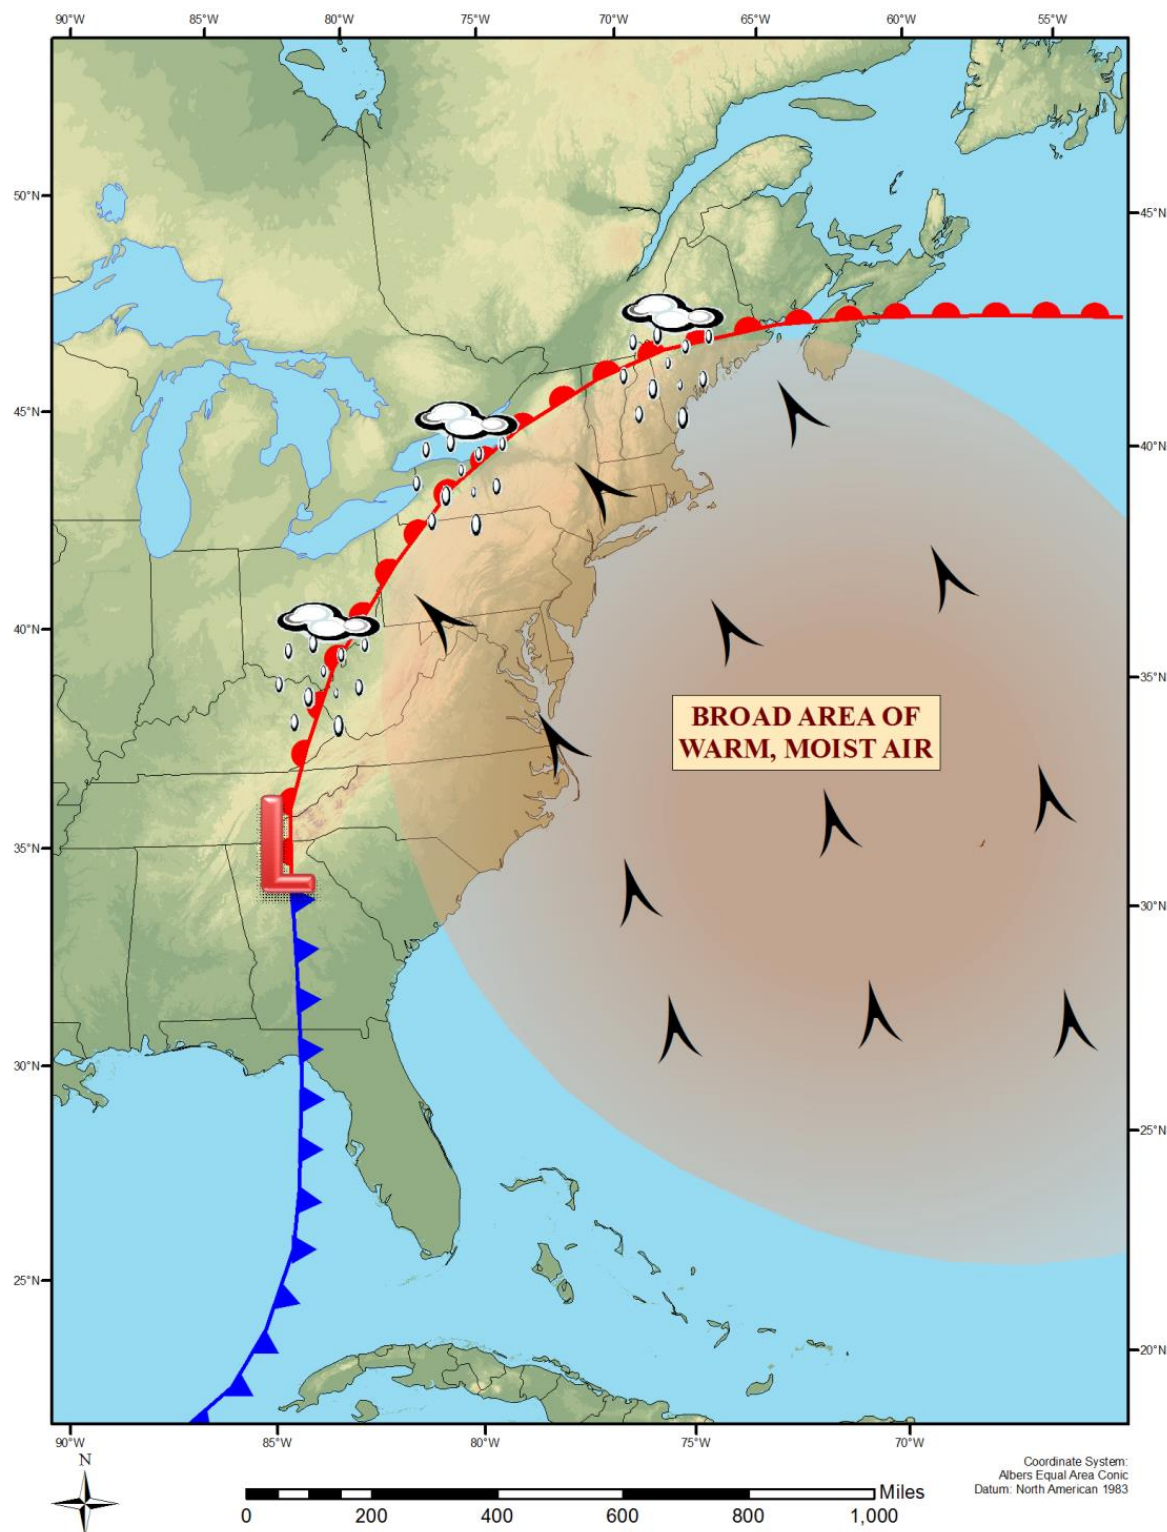 90°W 85°W 80°W 75°W 70°W 65°W 60°W 55°W
50°N
45°N
45°N
40°N
40°N
35°N
BROAD AREA OF
WARM, MOIST AIR
L
35°N
30°N
30°N
25°N
25°N
20°N
90°W 85°W 80°W 75°W 70°W
N
Coordinate System:
Albers Equal Area Conic
Datum: North American 1983
Miles
0 200 400 600 800 1,000